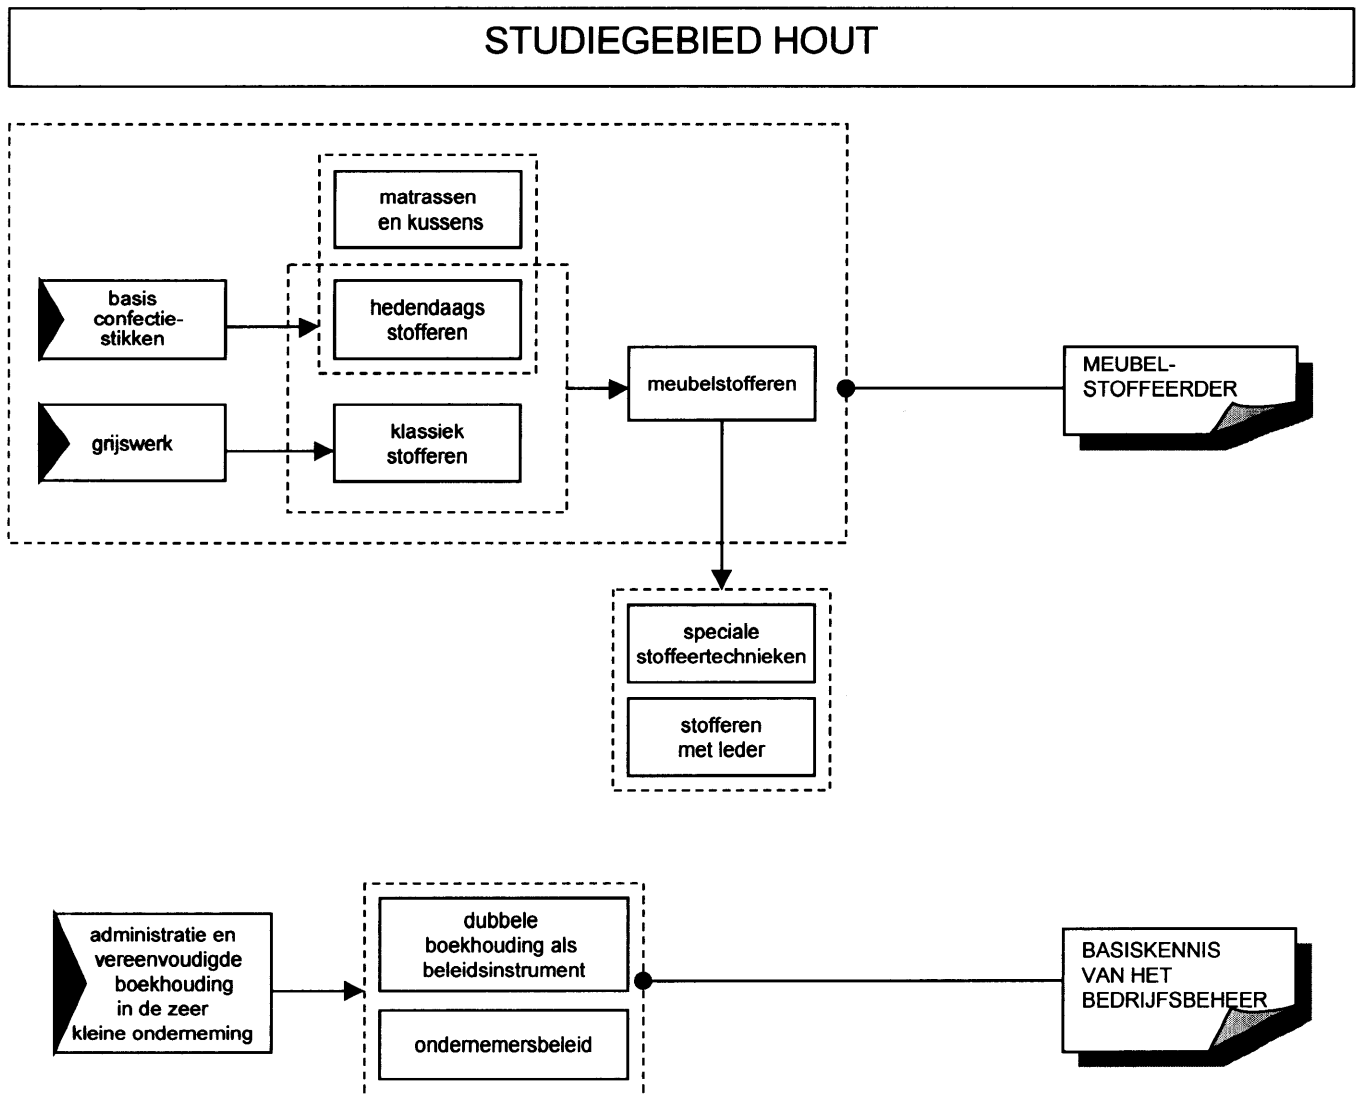 STUDIEGEBIED HOUT
matrassen
en kussens
basis
confectie-
stikken
hedendaags
stofferen
grijswerk
klassiek
stofferen
meubelstofferen
MEUBEL-
STOFFEERDER
speciale
stoffeertechnieken
stofferen
met leder
administratie en
vereenvoudigde
boekhouding
in de zeer
kleine onderneming
dubbele
boekhouding als
beleidsinstrument
ondernemersbeleid
BASISKENNIS
VAN HET
BEDRIJFSBEHEER